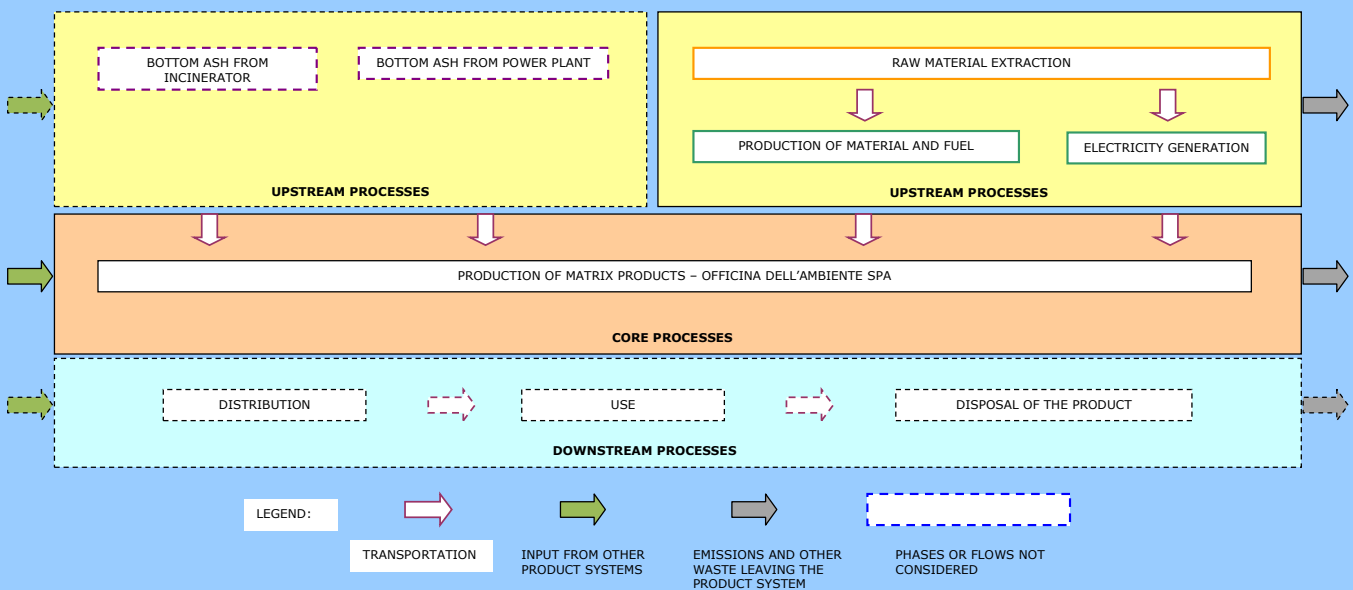 BOTTOM ASH FROM
INCINERATOR
BOTTOM ASH FROM POWER PLANT
UPSTREAM PROCESSES
RAW MATERIAL EXTRACTION
PRODUCTION OF MATERIAL AND FUEL
ELECTRICITY GENERATION
UPSTREAM PROCESSES
PRODUCTION OF MATRIX PRODUCTS – OFFICINA DELL’AMBIENTE SPA
CORE PROCESSES
DISTRIBUTION
USE
DISPOSAL OF THE PRODUCT
DOWNSTREAM PROCESSES
LEGEND:
TRANSPORTATION
INPUT FROM OTHER
PRODUCT SYSTEMS
EMISSIONS AND OTHER
WASTE LEAVING THE
PRODUCT SYSTEM
PHASES OR FLOWS NOT
CONSIDERED